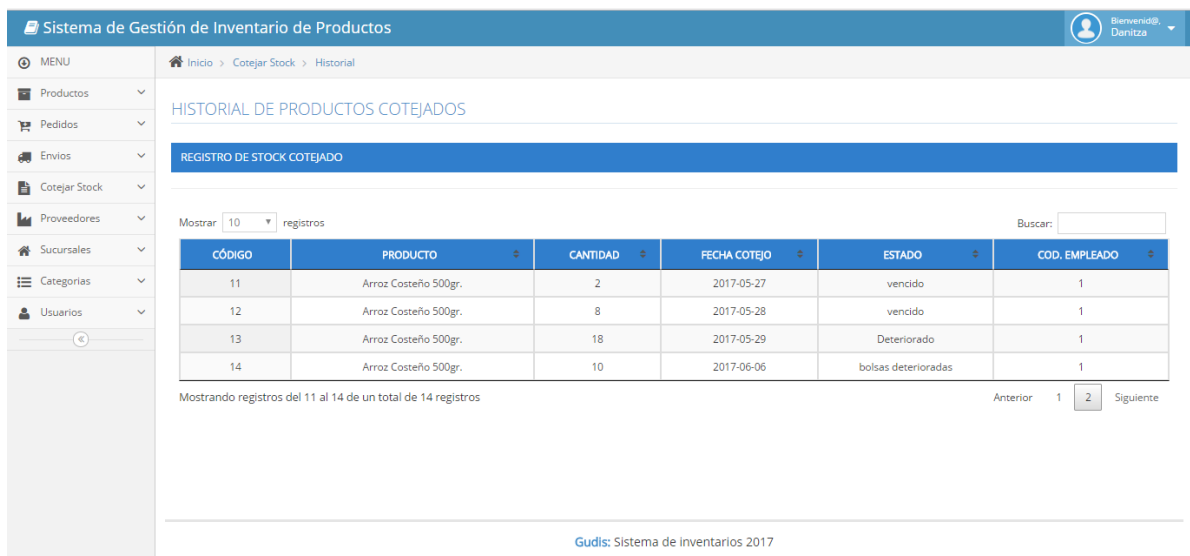 Sistema de Gestión de Inventario de Productos
Bienvenid@,
Danitza
MENU
Productos
Pedidos
Envios
Cotejar Stock
Proveedores
Sucursales
Categorias
Usuarios
Inicio > Cotejar Stock > Historial
HISTORIAL DE PRODUCTOS COTEJADOS
REGISTRO DE STOCK COTEJADO
Mostrar 10 registros
Buscar:
CÓDIGO PRODUCTO CANTIDAD FECHA COTEJO ESTADO COD. EMPLEADO
11 Arroz Costeño 500gr. 2 2017-05-27 vencido 1
12 Arroz Costeño 500gr. 8 2017-05-28 vencido 1
13 Arroz Costeño 500gr. 18 2017-05-29 Deteriorado 1
14 Arroz Costeño 500gr. 10 2017-06-06 bolsas deterioradas 1
Mostrando registros del 11 al 14 de un total de 14 registros
Anterior 1 2 Siguiente
Gudis: Sistema de inventarios 2017